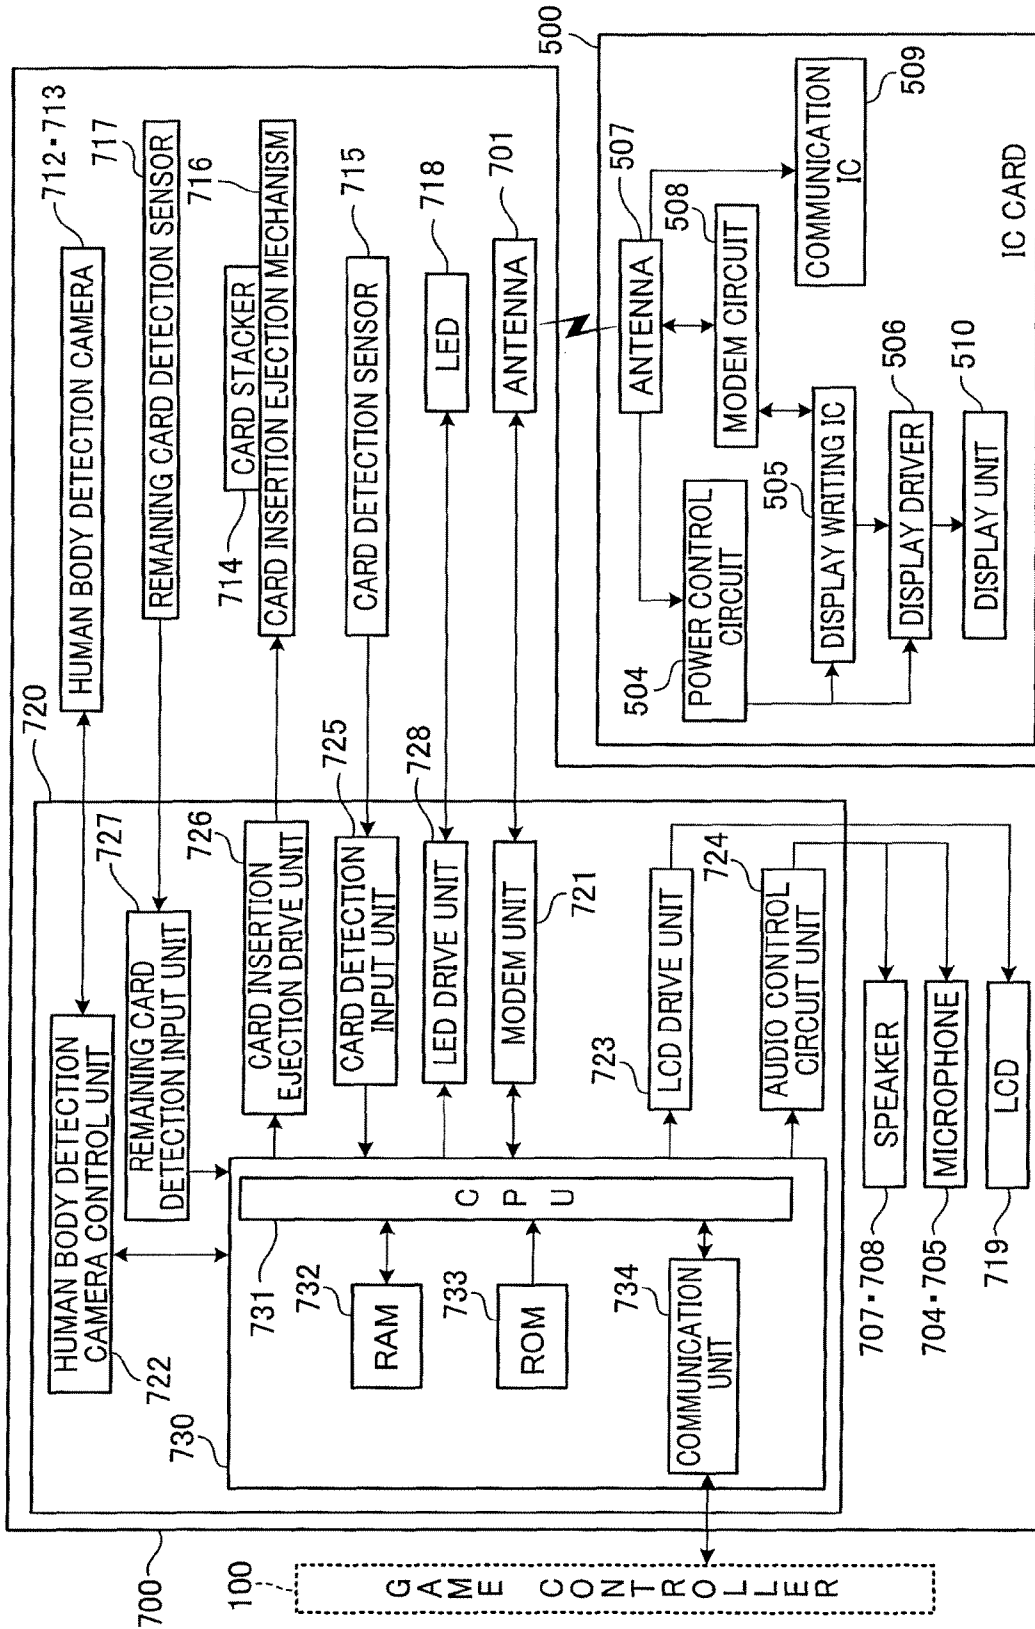 700
720
HUMAN BODY DETECTION
CAMERA CONTROL UNIT
722
HUMAN BODY DETECTION CAMERA
712・713
REMAINING CARD
DETECTION INPUT UNIT
727
REMAINING CARD DETECTION SENSOR
717
CARD STACKER
714
CARD INSERTION
EJECTION DRIVE UNIT
726
CARD INSERTION EJECTION MECHANISM
716
730
CPU
731
CARD DETECTION
INPUT UNIT
725
CARD DETECTION SENSOR
715
RAM
732
LED DRIVE UNIT
728
LED
718
ROM
733
MODEM UNIT
721
ANTENNA
701
COMMUNICATION
UNIT
734
LCD DRIVE UNIT
723
AUDIO CONTROL
CIRCUIT UNIT
724
GAME CONTROLLER
100
SPEAKER
707・708
MICROPHONE
704・705
LCD
719
500
ANTENNA
507
POWER CONTROL
CIRCUIT
504
MODEM CIRCUIT
508
COMMUNICATION
IC
509
DISPLAY WRITING IC
505
DISPLAY DRIVER
506
DISPLAY UNIT
510
IC CARD